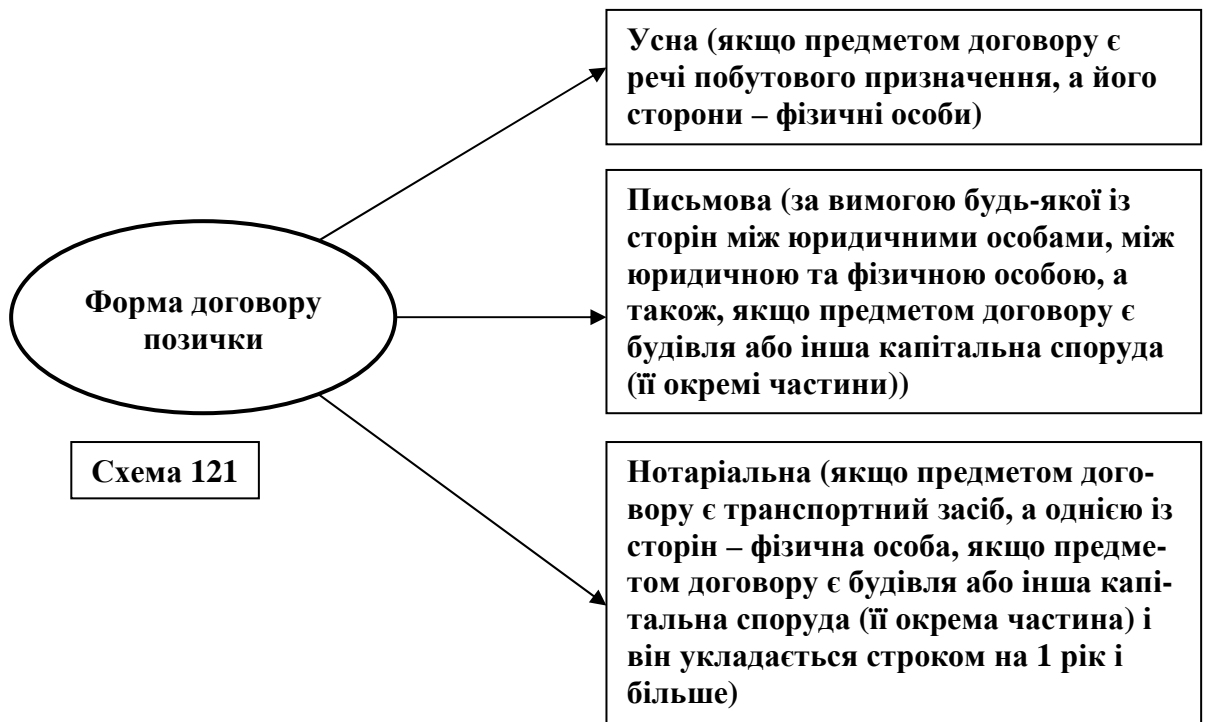 Усна (якщо предметом договору є
речі побутового призначення, а його
сторони – фізичні особи)
Письмова (за вимогою будь-якої із
сторін між юридичними особами, між
юридичною та фізичною особою, а
також, якщо предметом договору є
будівля або інша капітальна споруда
(її окремі частини))
Форма договору
позички
Схема 121
Нотаріальна (якщо предметом дого-
вору є транспортний засіб, а однією із
сторін – фізична особа, якщо предме-
том договору є будівля або інша капі-
тальна споруда (її окрема частина) і
він укладається строком на 1 рік і
більше)